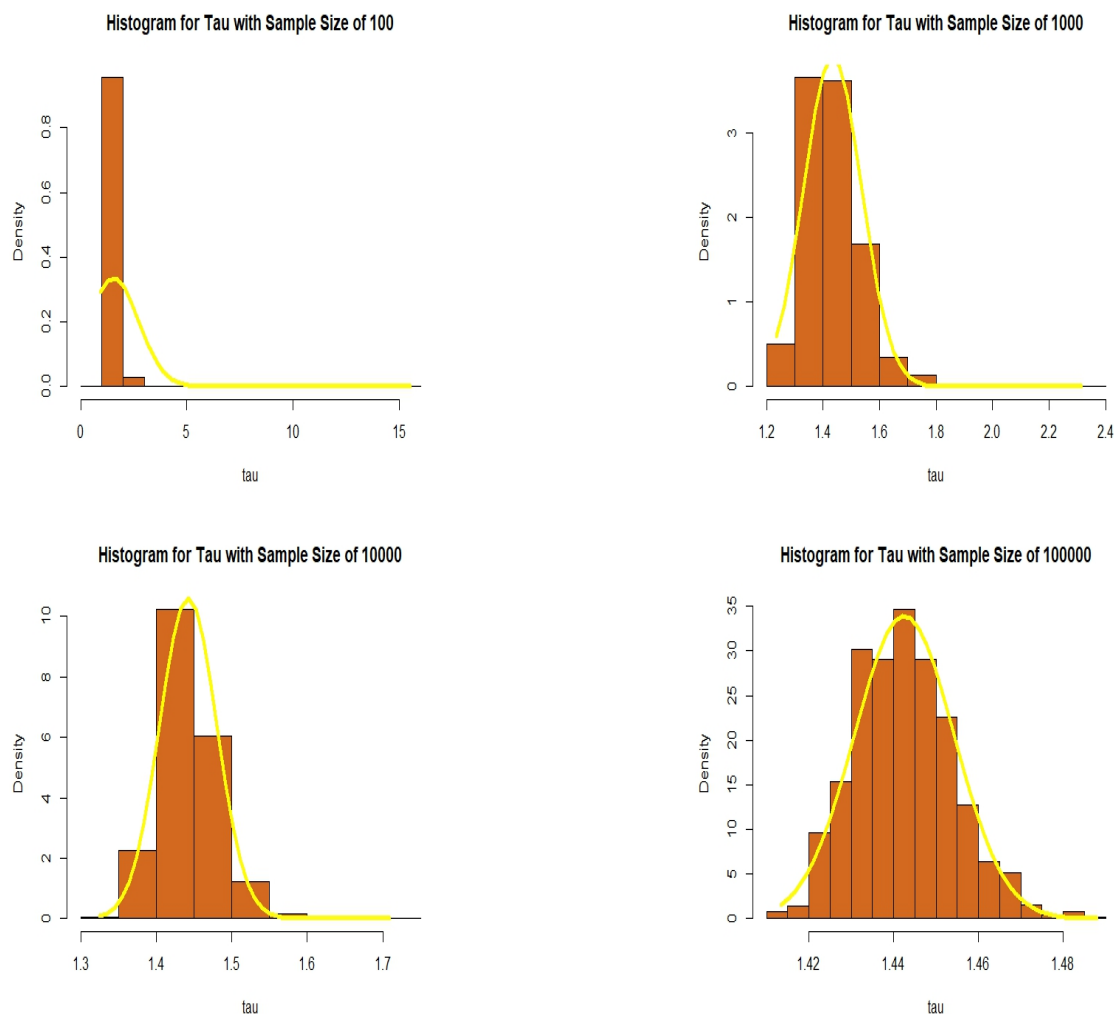 Histogram for Tau with Sample Size of 100
Density
0.0 0.2 0.4 0.6 0.8
0 5 10 15
tau
Histogram for Tau with Sample Size of 1000
Density
0 1 2 3
1.2 1.4 1.6 1.8 2.0 2.2 2.4
tau
Histogram for Tau with Sample Size of 10000
Density
0 2 4 6 8 10
1.3 1.4 1.5 1.6 1.7
tau
Histogram for Tau with Sample Size of 100000
Density
0 5 10 15 20 25 30 35
1.42 1.44 1.46 1.48
tau